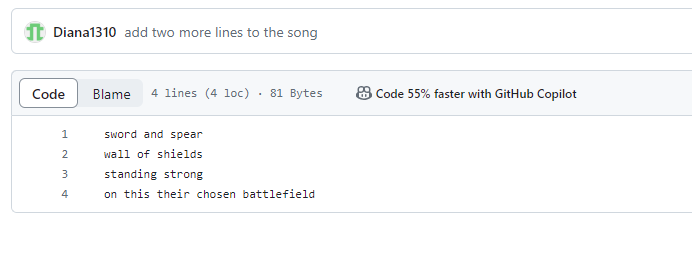 Diana1310 add two more lines to the song
Code Blame 4 lines (4 loc) · 81 Bytes Code 55% faster with GitHub Copilot
1 sword and spear
2 wall of shields
3 standing strong
4 on this their chosen battlefield